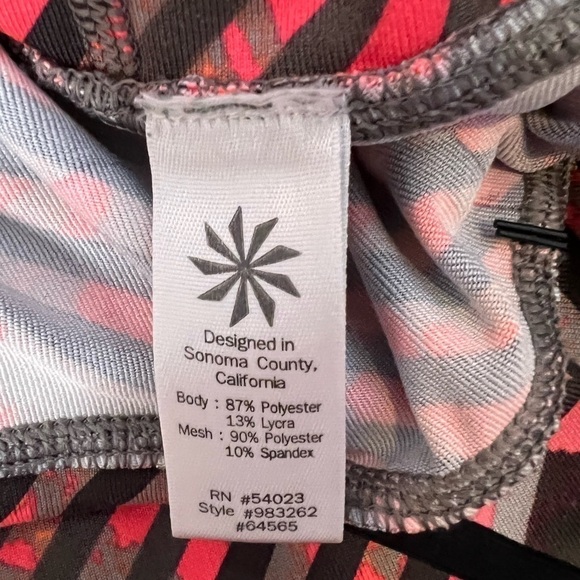 Designed in
Sonoma County,
California
Body : 87% Polyester
13% Lycra
Mesh : 90% Polyester
10% Spandex
RN #54023
Style #983262
#64565